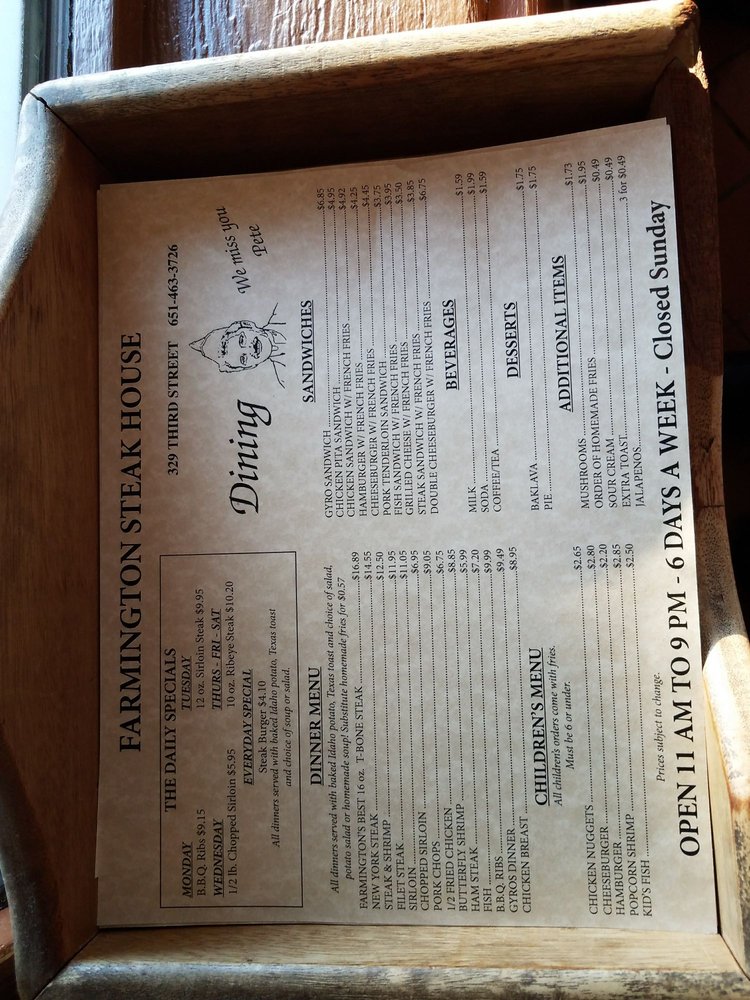 FARMINGTON STEAK HOUSE
THE DAILY SPECIALS
MONDAY TUESDAY
B.B.Q. Ribs $9.15 12 oz. Sirloin Steak $9.95
WEDNESDAY THURS - FRI - SAT
1/2 lb. Chopped Sirloin $5.95 10 oz. Ribeye Steak $10.20
EVERYDAY SPECIAL
Steak Burger $4.10
All dinners served with baked Idaho potato, Texas toast
and choice of soup or salad.
DINNER MENU
All dinners served with baked Idaho potato, Texas toast and choice of salad,
potato salad or homemade soup! Substitute homemade fries for $0.57
FARMINGTON'S BEST 16 oz. T-BONE STEAK $16.89
NEW YORK STEAK $14.55
STEAK & SHRIMP $12.50
FILET STEAK $11.95
SIRLOIN $11.05
CHOPPED SIRLOIN $6.95
PORK CHOPS $9.05
1/2 FRIED CHICKEN $6.75
BUTTERFLY SHRIMP $8.85
HAM STEAK $5.99
FISH $7.20
B.B.Q. RIBS $9.99
GYROS DINNER $9.49
CHICKEN BREAST $8.95
CHILDREN'S MENU
All children's orders come with fries.
Must be 6 or under.
CHICKEN NUGGETS $2.65
CHEESEBURGER $2.80
HAMBURGER $2.20
POPCORN SHRIMP $2.85
KID'S FISH $2.50
329 THIRD STREET 651-463-3726
Dining
We miss you
Pete
SANDWICHES
GYRO SANDWICH $6.85
CHICKEN PITA SANDWICH $4.95
CHICKEN SANDWICH W/ FRENCH FRIES $4.92
HAMBURGER W/ FRENCH FRIES $4.25
CHEESEBURGER W/ FRENCH FRIES $4.45
PORK TENDERLOIN SANDWICH $3.75
FISH SANDWICH W/ FRENCH FRIES $3.95
GRILLED CHEESE W/ FRENCH FRIES $3.50
STEAK SANDWICH W/ FRENCH FRIES $3.85
DOUBLE CHEESEBURGER W/ FRENCH FRIES $6.75
BEVERAGES
MILK $1.59
SODA $1.99
COFFEE/TEA $1.59
DESSERTS
BAKLAVA $1.75
PIE $1.75
ADDITIONAL ITEMS
MUSHROOMS $1.73
ORDER OF HOMEMADE FRIES $1.95
SOUR CREAM $0.49
EXTRA TOAST $0.49
JALAPENOS 3 for $0.49
Prices subject to change.
OPEN 11 AM TO 9 PM - 6 DAYS A WEEK - Closed Sunday